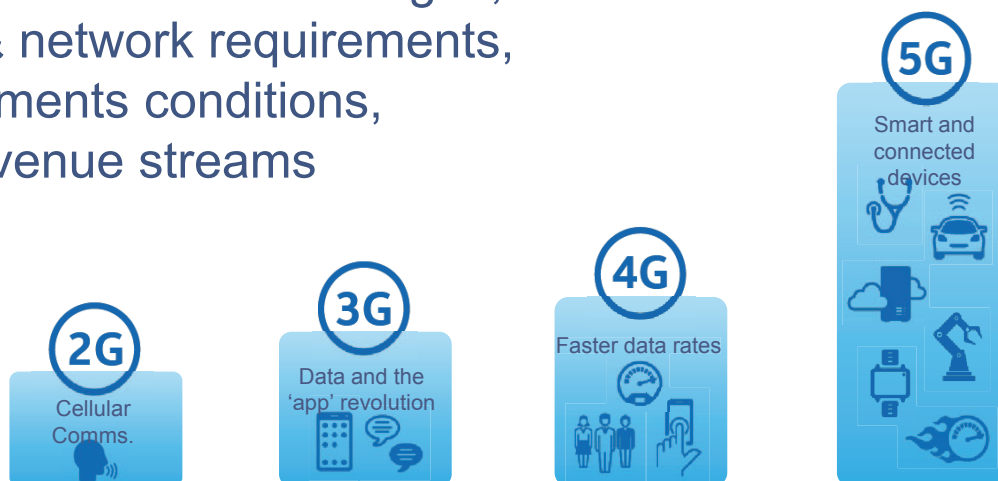 & network requirements,
ments conditions,
venue streams
5G
Smart and
connected
devices
4G
Faster data rates
3G
Data and the
‘app’ revolution
2G
Cellular
Comms.